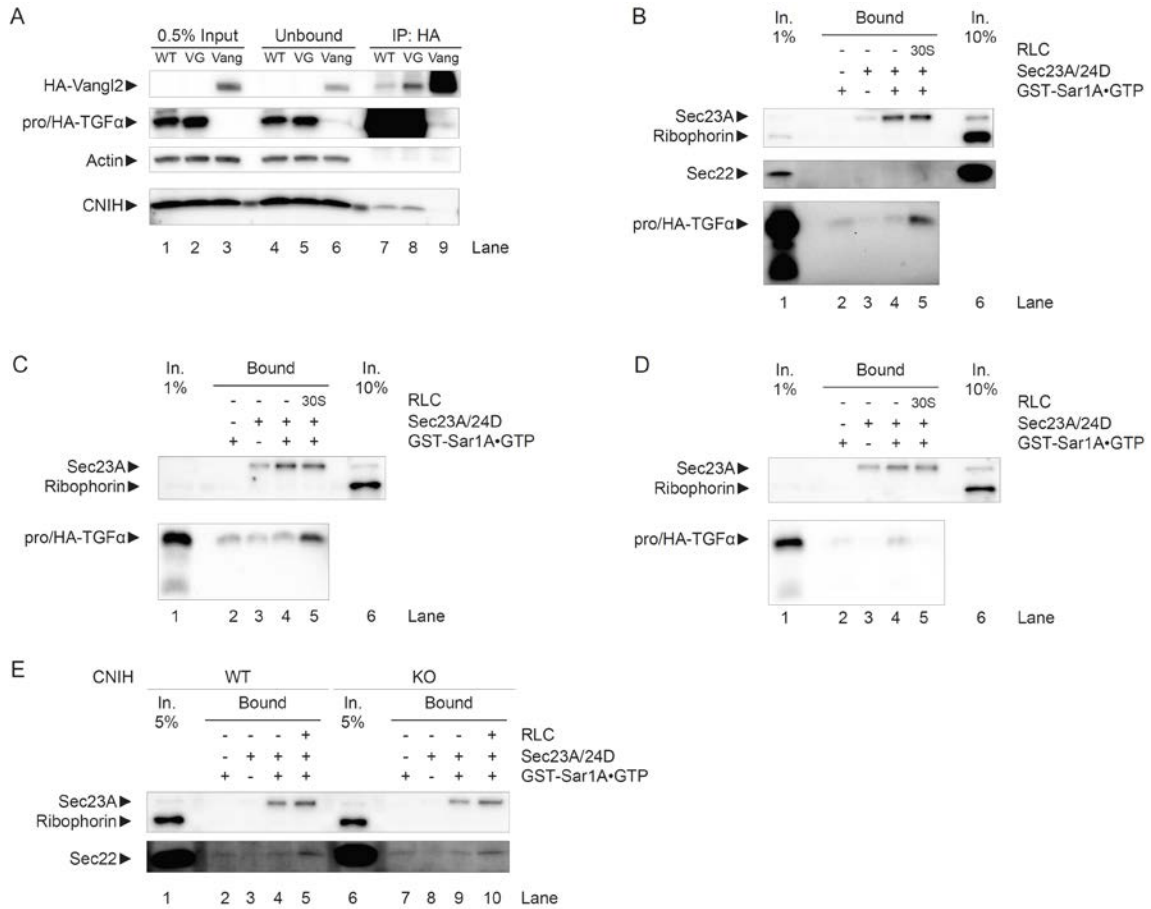 A
0.5% Input Unbound IP: HA
WT VG Vang WT VG Vang WT VG Vang
HA-Vangl2
pro/HA-TGFα
Actin
CNIH
1 2 3 4 5 6 7 8 9 Lane
B
In. 1% Bound In. 10%
- - - 30S RLC
- + + + Sec23A/24D
+ - + + GST-Sar1A•GTP
Sec23A
Ribophorin
Sec22
pro/HA-TGFα
1 2 3 4 5 6 Lane
C
In. 1% Bound In. 10%
- - - 30S RLC
- + + + Sec23A/24D
+ - + + GST-Sar1A•GTP
Sec23A
Ribophorin
pro/HA-TGFα
1 2 3 4 5 6 Lane
D
In. 1% Bound In. 10%
- - - 30S RLC
- + + + Sec23A/24D
+ - + + GST-Sar1A•GTP
Sec23A
Ribophorin
pro/HA-TGFα
1 2 3 4 5 6 Lane
E
CNIH WT KO
In. 5% Bound In. 5% Bound
- - - + - - - + RLC
- + + + - + + + Sec23A/24D
+ - + + + - + + GST-Sar1A•GTP
Sec23A
Ribophorin
Sec22
1 2 3 4 5 6 7 8 9 10 Lane